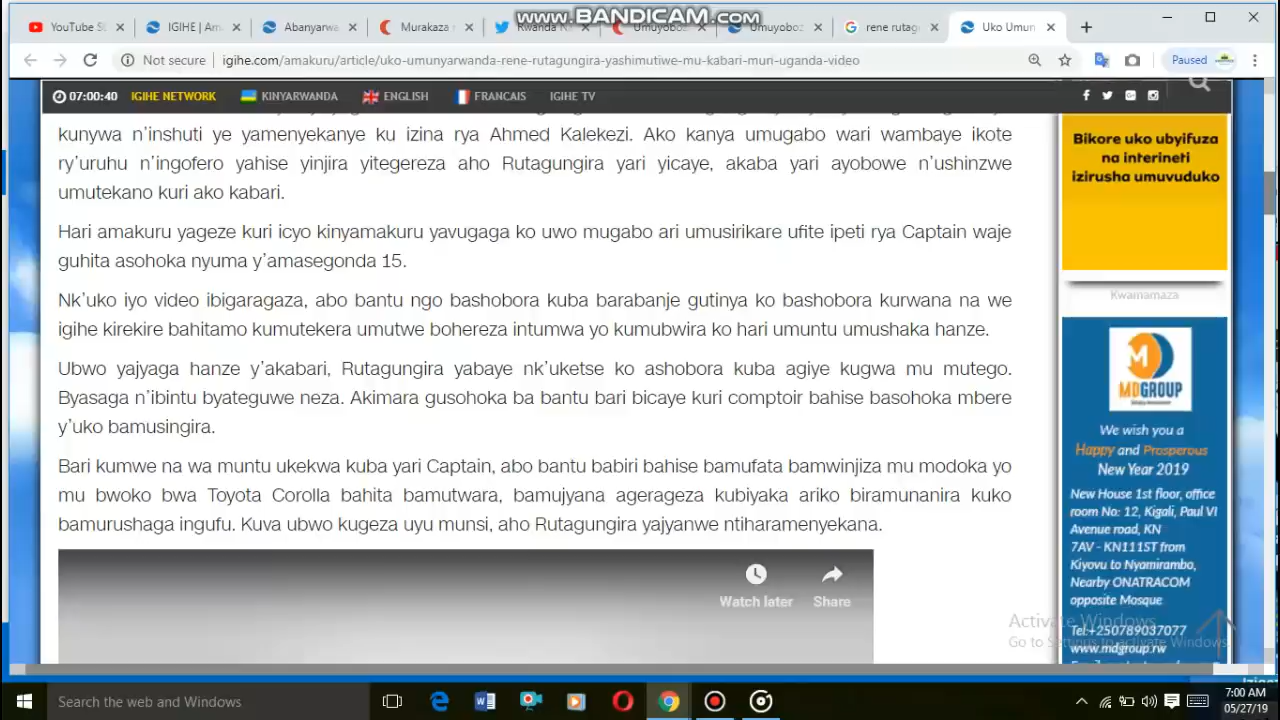 www.BANDICAM.com
YouTube St
IGIHE | Am
Abanyarwa
Murakaza
Rwanda
Umuyoboz
Umuyoboz
rene rutag
Uko Umun
Not secure
igihe.com/amakuru/article/uko-umunyarwanda-rene-rutagungira-yashimutiwe-mu-kabari-muri-uganda-video
Paused
07:00:40
IGIHE NETWORK
KINYARWANDA
ENGLISH
FRANCAIS
IGIHE TV
kunywa n'inshuti ye yamenyekanye ku izina rya Ahmed Kalekezi. Ako kanya umugabo wari wambaye ikote
ry'uruhu n'ingofero yahise yinjira yitegereza aho Rutagungira yari yicaye, akaba yari ayobowe n'ushinzwe
umutekano kuri ako kabari.
Hari amakuru yageze kuri icyo kinyamakuru yavugaga ko uwo mugabo ari umusirikare ufite ipeti rya Captain waje
guhita asohoka nyuma y'amasegonda 15.
Nk'uko iyo video ibigaragaza, abo bantu ngo bashobora kuba barabanje gutinya ko bashobora kurwana na we
igihe kirekire bahitamo kumutekera umutwe bohereza intumwa yo kumubwira ko hari umuntu umushaka hanze.
Ubwo yajyaga hanze y'akabari, Rutagungira yabaye nk'uketse ko ashobora kuba agiye kugwa mu mutego.
Byasaga n'ibintu byateguwe neza. Akimara gusohoka ba bantu bari bicaye kuri comptoir bahise basohoka mbere
y'uko bamusingira.
Bari kumwe na wa muntu ukekwa kuba yari Captain, abo bantu babiri bahise bamufata bamwinjiza mu modoka yo
mu bwoko bwa Toyota Corolla bahita bamutwara, bamujyana agerageza kubiyaka ariko biramunanira kuko
bamurushaga ingufu. Kuva ubwo kugeza uyu munsi, aho Rutagungira yajyanwe ntiharamenyekana.
Watch later
Share
Bikore uko ubyifuza
na interineti
izirusha umuvuduko
Kwamamaza
MDGROUP
We wish you a
Happy and Prosperous
New Year 2019
New House 1st floor, office
room No: 12, Kigali, Paul VI
Avenue road, KN
7AV - KN111ST from
Kiyovu to Nyamirambo,
Nearby ONATRACOM
opposite Mosque
Tel:+250789037077
www.mdgroup.rw
Activate Windows
Go to Settings to activate Windows.
Search the web and Windows
7:00 AM
05/27/19